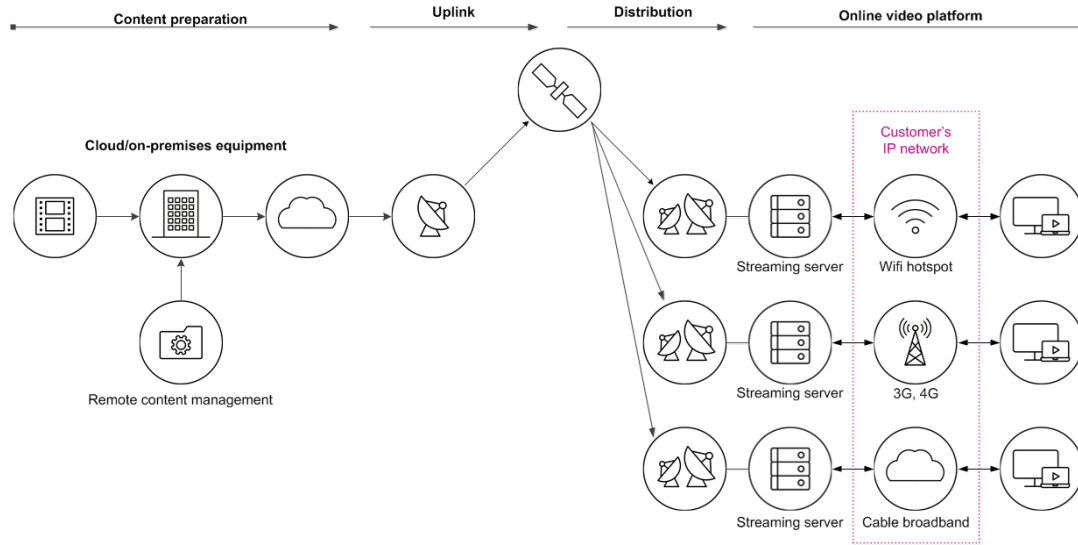 Content preparation
Uplink
Distribution
Online video platform
Cloud/on-premises equipment
Customer's
IP network
Streaming server
Wifi hotspot
Remote content management
Streaming server
3G, 4G
Streaming server
Cable broadband